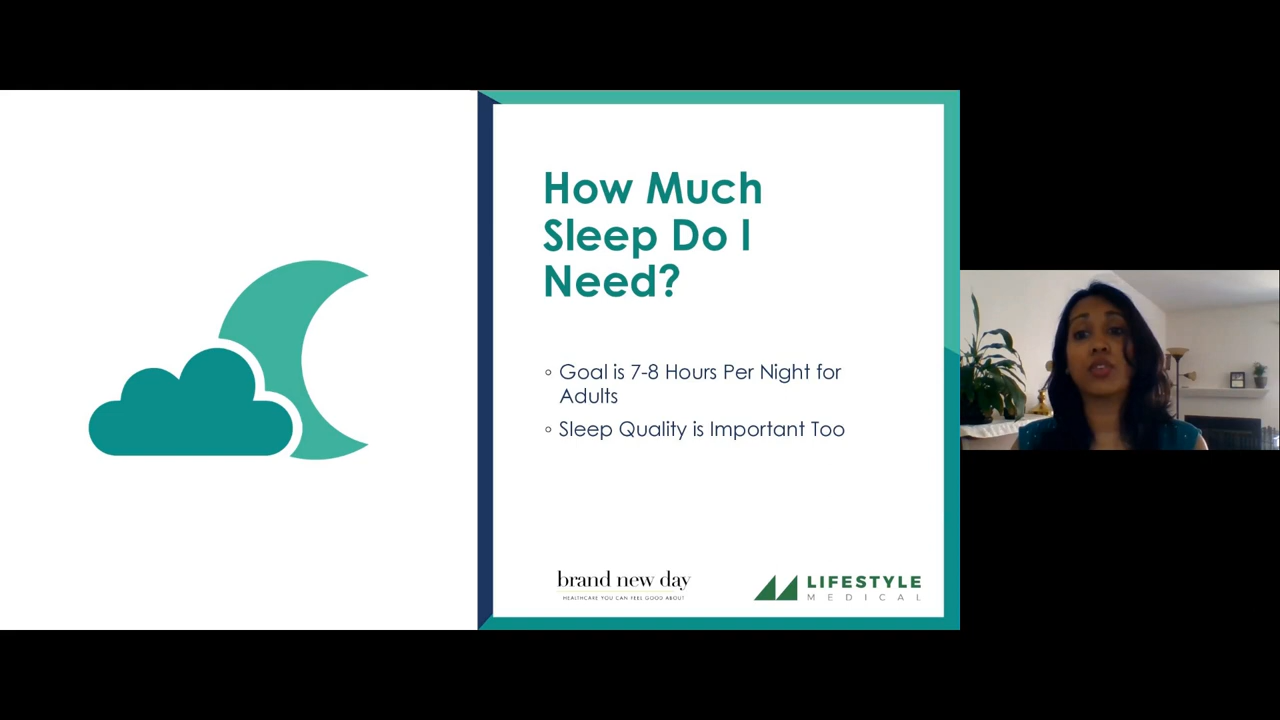 How Much
Sleep Do I
Need?
◦ Goal is 7-8 Hours Per Night for
Adults
◦ Sleep Quality is Important Too
brand new day
HEALTHCARE YOU CAN FEEL GOOD ABOUT
LIFESTYLE
MEDICAL